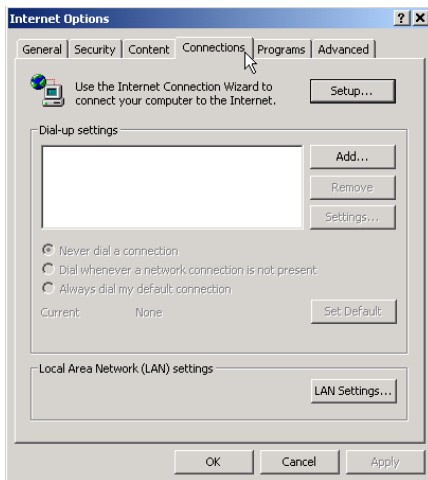 Internet Options
General Security Content Connections Programs Advanced
Use the Internet Connection Wizard to
connect your computer to the Internet.
Setup...
Dial-up settings
Add...
Remove
Settings...
Never dial a connection
Dial whenever a network connection is not present
Always dial my default connection
Current None
Set Default
Local Area Network (LAN) settings
LAN Settings...
OK Cancel Apply